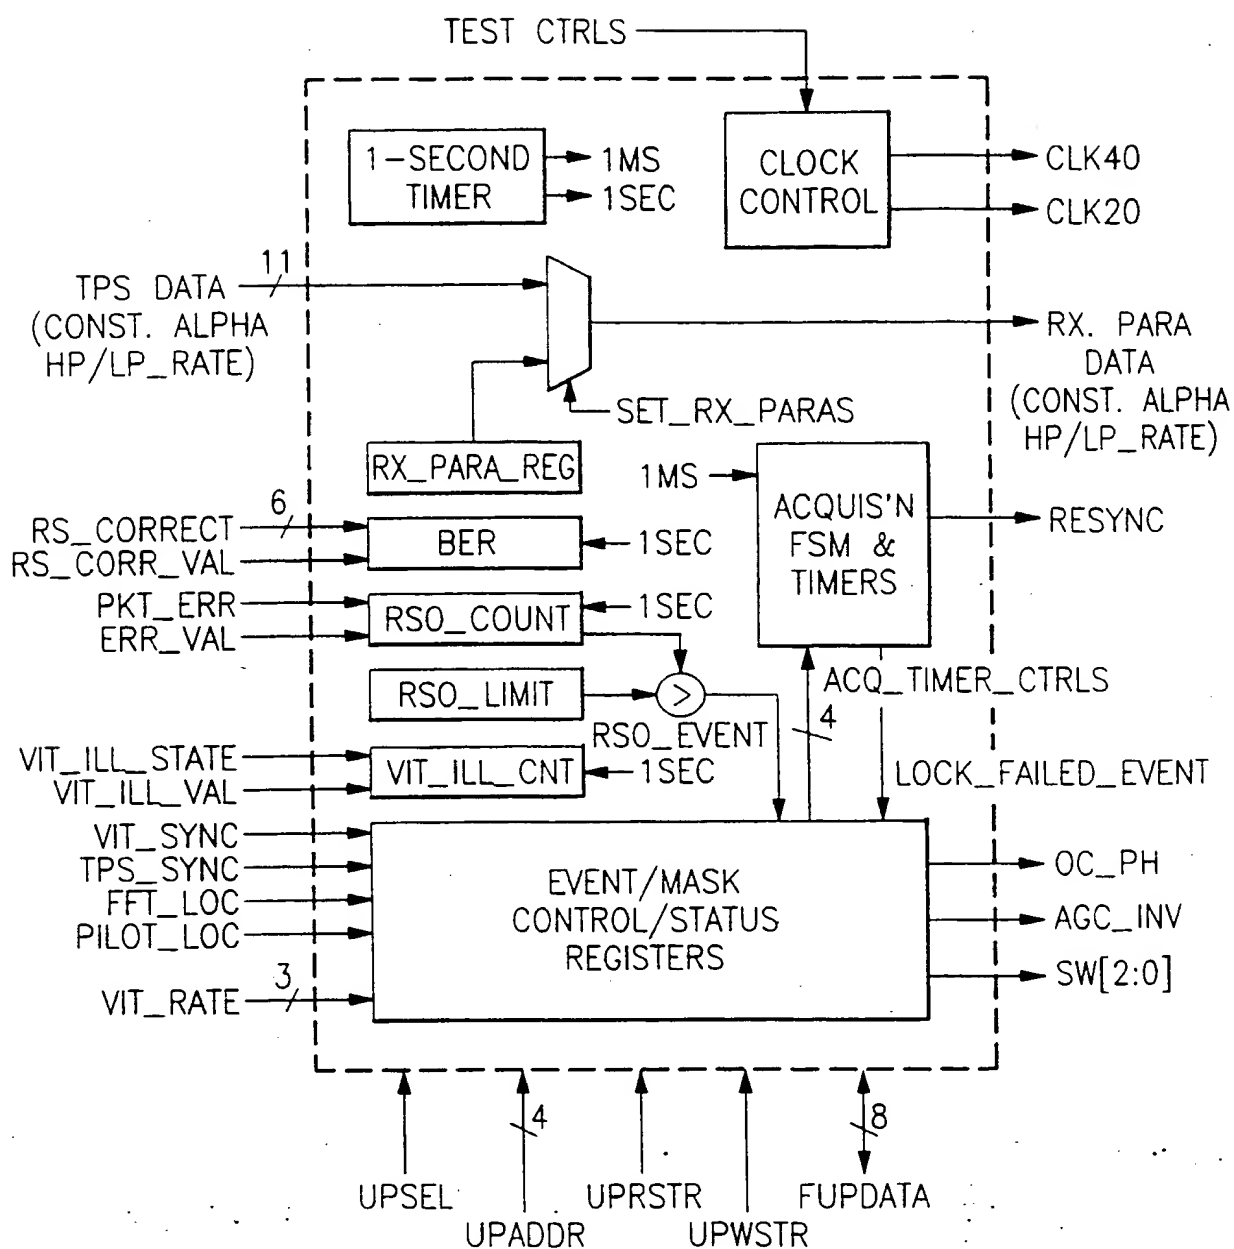 TEST CTRLS
1-SECOND
TIMER
1MS
1SEC
CLOCK
CONTROL
CLK40
CLK20
11
TPS DATA
(CONST. ALPHA
HP/LP_RATE)
RX. PARA
DATA
(CONST. ALPHA
HP/LP_RATE)
SET_RX_PARAS
RX_PARA_REG
1MS
ACQUIS'N
FSM &
TIMERS
RESYNC
6
RS_CORRECT
RS_CORR_VAL
BER
1SEC
PKT_ERR
ERR_VAL
RSO_COUNT
1SEC
RSO_LIMIT
>
RSO_EVENT
4
ACQ_TIMER_CTRLS
LOCK_FAILED_EVENT
VIT_ILL_STATE
VIT_ILL_VAL
VIT_ILL_CNT
1SEC
VIT_SYNC
TPS_SYNC
FFT_LOC
PILOT_LOC
3
VIT_RATE
EVENT/MASK
CONTROL/STATUS
REGISTERS
OC_PH
AGC_INV
SW[2:0]
4
8
UPSEL
UPADDR
UPRSTR
UPWSTR
FUPDATA